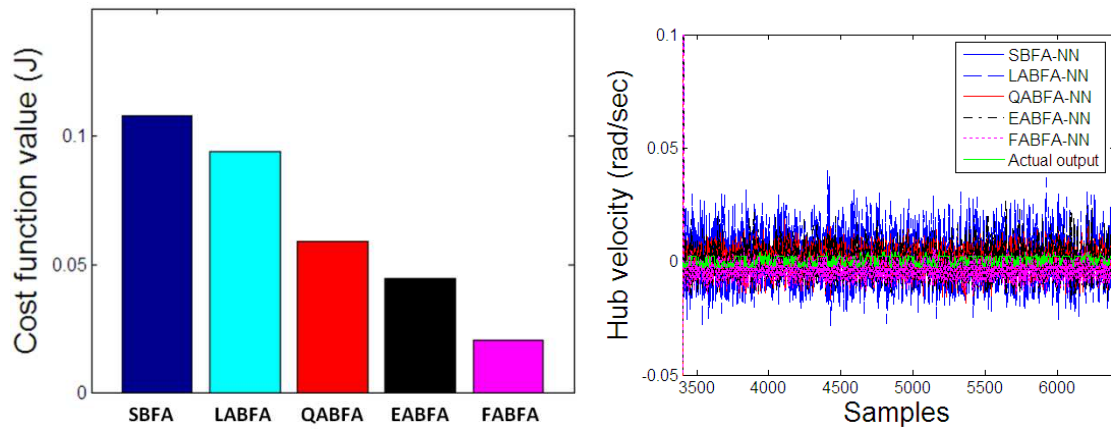 Cost function value (J)
0.1
0.05
0
SBFA LABFA QABFA EABFA FABFA
Hub velocity (rad/sec)
0.1
0.05
0
-0.05
SBFA-NN
LABFA-NN
QABFA-NN
EABFA-NN
FABFA-NN
Actual output
3500 4000 4500 5000 5500 6000
Samples